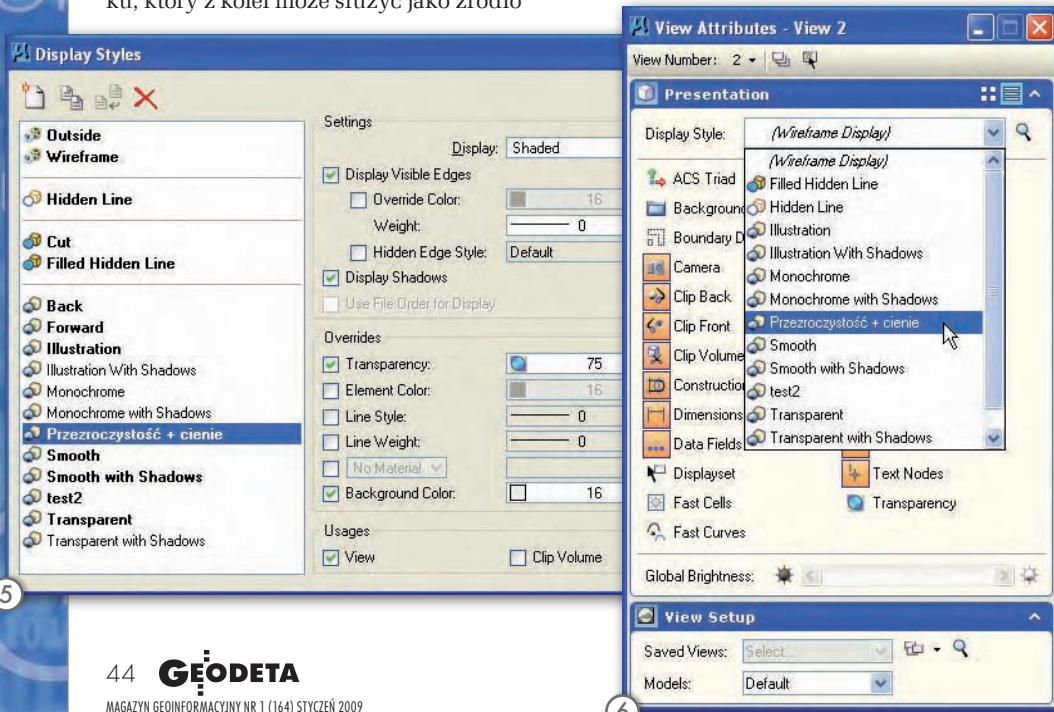 ku, który z kolei może służyć jako źródło
Display Styles
Outside
Wireframe
Hidden Line
Cut
Filled Hidden Line
Back
Forward
Illustration
Illustration With Shadows
Monochrome
Monochrome with Shadows
Przezroczystość + cienie
Smooth
Smooth with Shadows
test2
Transparent
Transparent with Shadows
Settings
Display: Shaded
Display Visible Edges
Override Color: 16
Weight: 0
Hidden Edge Style: Default
Display Shadows
Use File Order for Display
Overrides
Transparency: 75
Element Color: 16
Line Style: 0
Line Weight: 0
No Material
Background Color: 16
Usages
View Clip Volume
5
View Attributes - View 2
View Number: 2
Presentation
Display Style: (Wireframe Display)
(Wireframe Display)
Filled Hidden Line
Hidden Line
Illustration
Illustration With Shadows
Monochrome
Monochrome with Shadows
Przezroczystość + cienie
Smooth
Smooth with Shadows
test2
Transparent
Transparent with Shadows
ACS Triad
Background
Boundary D
Camera
Clip Back
Clip Front
Clip Volume
Construction
Dimensions
Data Fields
Displayset
Fast Cells
Fast Curves
Text Nodes
Transparency
Global Brightness:
View Setup
Saved Views: Select...
Models: Default
6
44 GEODETA
MAGAZYN GEOINFORMACYJNY NR 1 (164) STYCZEŃ 2009